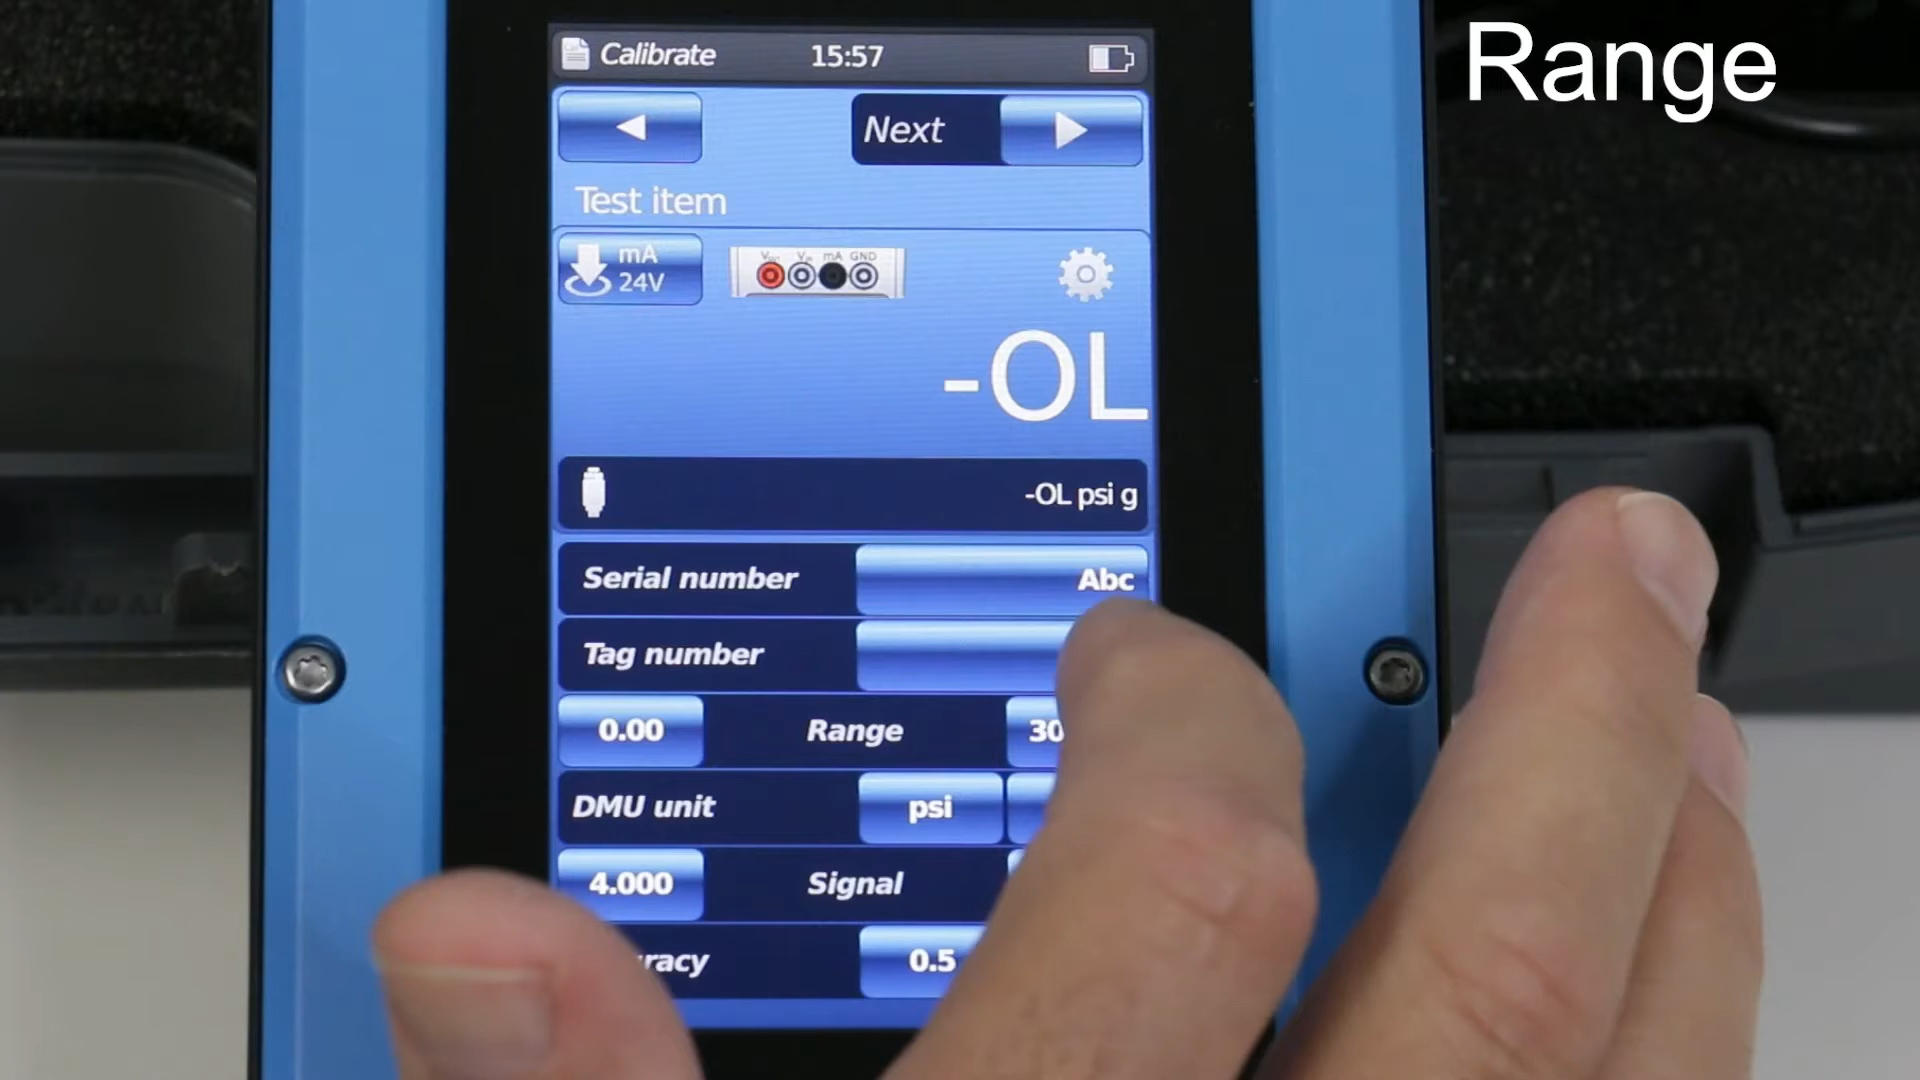 Range
Calibrate 15:57
Next
Test item
mA
24V
mA GND
-OL
-OL psi g
Serial number Abc
Tag number
0.00 Range
DMU unit psi
4.000 Signal
0.5